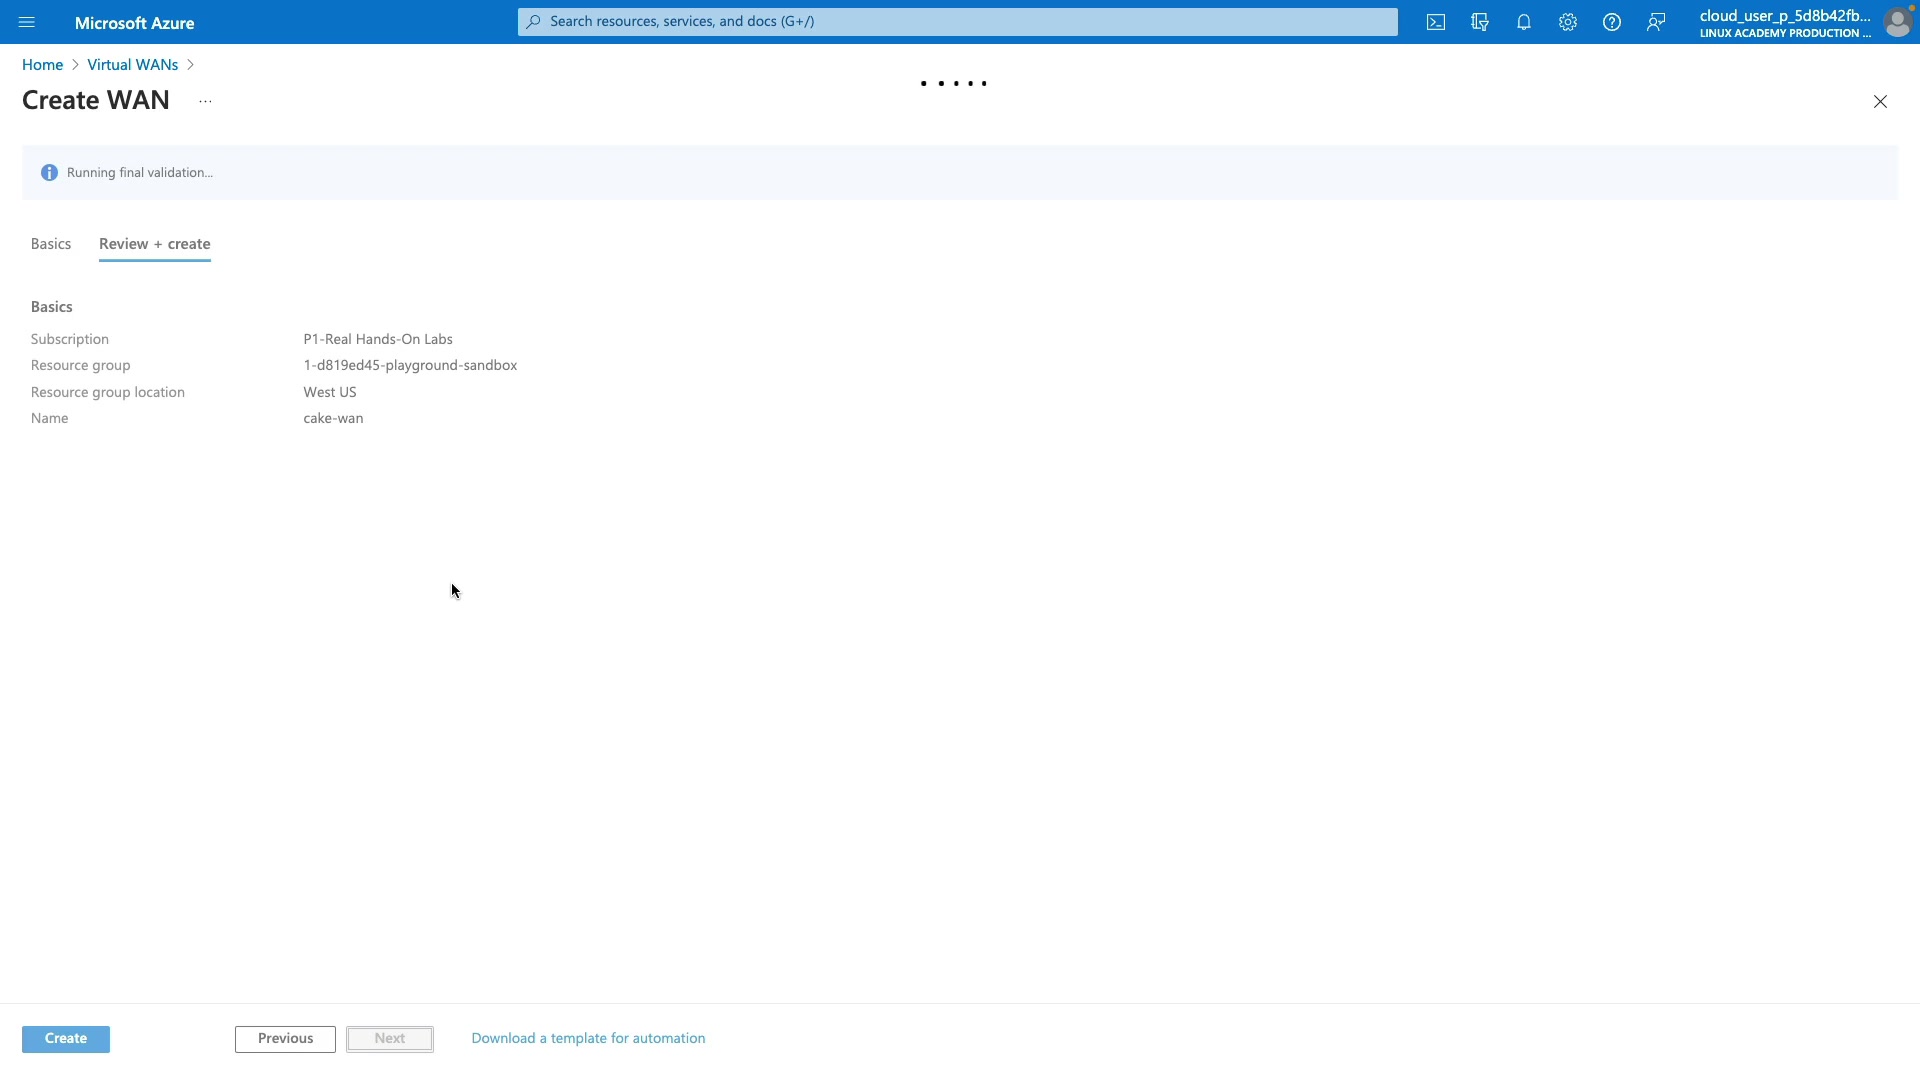 Microsoft Azure
Search resources, services, and docs (G+/)
cloud_user_p_5d8b42fb...
LINUX ACADEMY PRODUCTION ...
Home > Virtual WANs >
Create WAN ...
Running final validation...
Basics
Review + create
Basics
Subscription P1-Real Hands-On Labs
Resource group 1-d819ed45-playground-sandbox
Resource group location West US
Name cake-wan
Create
Previous
Next
Download a template for automation